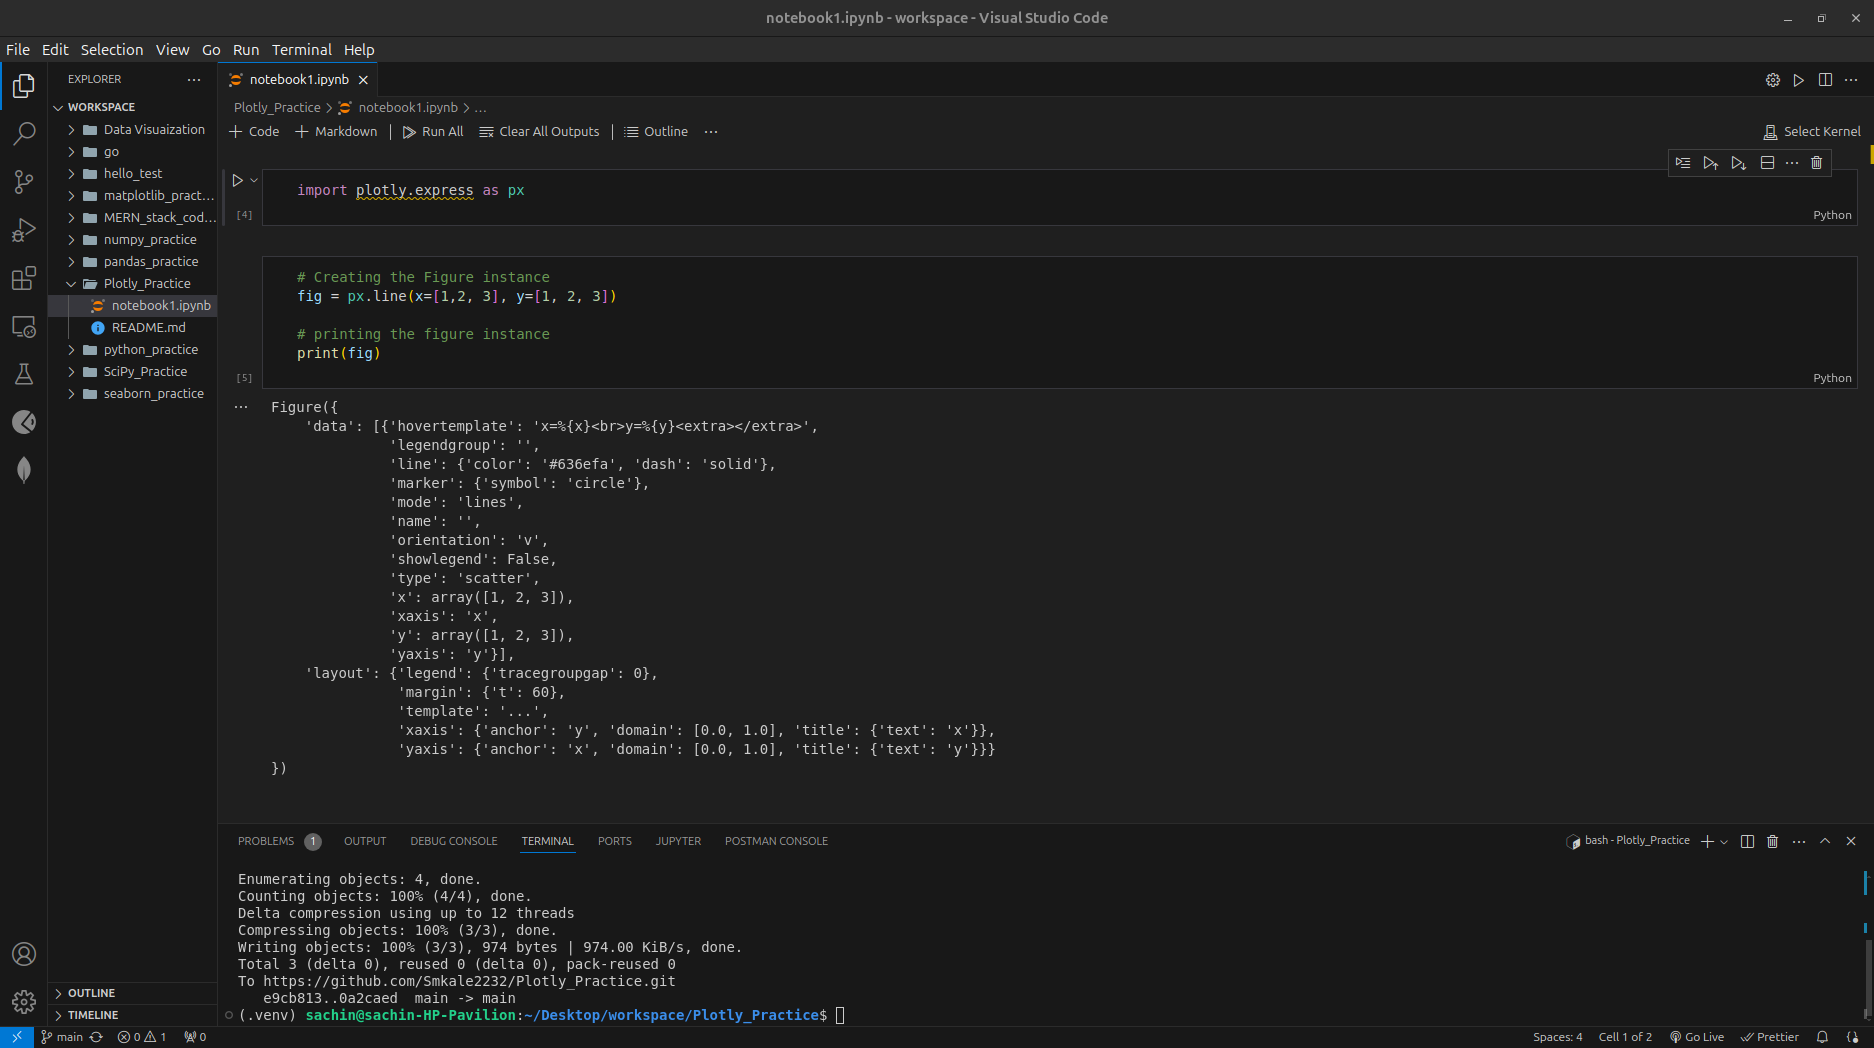 notebook1.ipynb - workspace - Visual Studio Code
File Edit Selection View Go Run Terminal Help
EXPLORER
WORKSPACE
Data Visuaization
go
hello_test
matplotlib_pract...
MERN_stack_cod...
numpy_practice
pandas_practice
Plotly_Practice
notebook1.ipynb
README.md
python_practice
SciPy_Practice
seaborn_practice
OUTLINE
TIMELINE
notebook1.ipynb
Plotly_Practice > notebook1.ipynb > ...
+ Code + Markdown | Run All Clear All Outputs | Outline ...
Select Kernel
import plotly.express as px
[4]
Python
# Creating the Figure instance
fig = px.line(x=[1,2, 3], y=[1, 2, 3])
# printing the figure instance
print(fig)
[5]
Python
Figure({
    'data': [{'hovertemplate': 'x=%{x}<br>y=%{y}<extra></extra>',
              'legendgroup': '',
              'line': {'color': '#636efa', 'dash': 'solid'},
              'marker': {'symbol': 'circle'},
              'mode': 'lines',
              'name': '',
              'orientation': 'v',
              'showlegend': False,
              'type': 'scatter',
              'x': array([1, 2, 3]),
              'xaxis': 'x',
              'y': array([1, 2, 3]),
              'yaxis': 'y'}],
    'layout': {'legend': {'tracegroupgap': 0},
               'margin': {'t': 60},
               'template': '...',
               'xaxis': {'anchor': 'y', 'domain': [0.0, 1.0], 'title': {'text': 'x'}},
               'yaxis': {'anchor': 'x', 'domain': [0.0, 1.0], 'title': {'text': 'y'}}}
})
PROBLEMS 1 OUTPUT DEBUG CONSOLE TERMINAL PORTS JUPYTER POSTMAN CONSOLE
bash - Plotly_Practice
Enumerating objects: 4, done.
Counting objects: 100% (4/4), done.
Delta compression using up to 12 threads
Compressing objects: 100% (3/3), done.
Writing objects: 100% (3/3), 974 bytes | 974.00 KiB/s, done.
Total 3 (delta 0), reused 0 (delta 0), pack-reused 0
To https://github.com/Smkale2232/Plotly_Practice.git
   e9cb813..0a2caed  main -> main
(.venv) sachin@sachin-HP-Pavilion:~/Desktop/workspace/Plotly_Practice$
main 0 1 0
Spaces: 4 Cell 1 of 2 Go Live Prettier